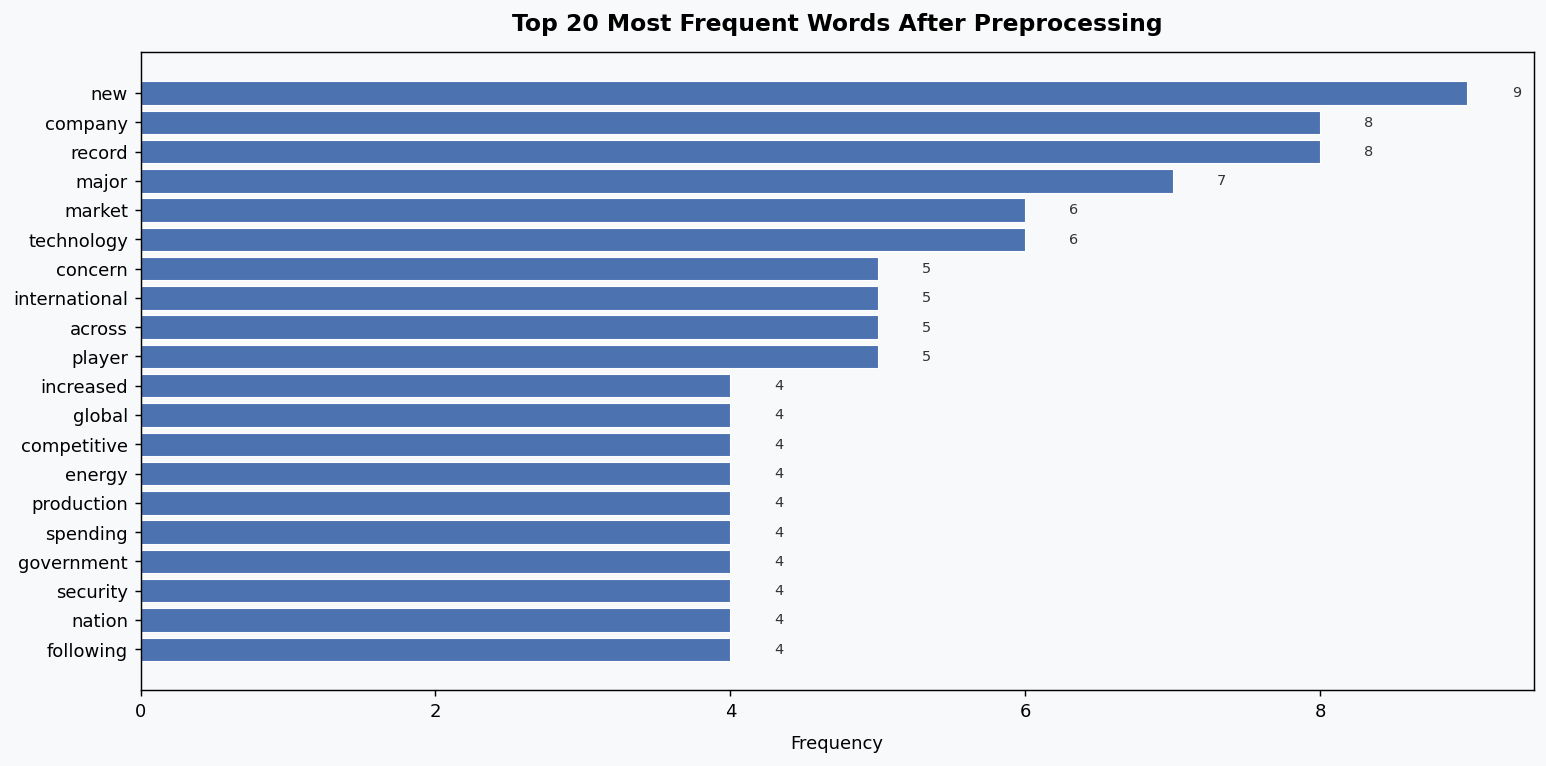 Top 20 Most Frequent Words After Preprocessing
new 9
company 8
record 8
major 7
market 6
technology 6
concern 5
international 5
across 5
player 5
increased 4
global 4
competitive 4
energy 4
production 4
spending 4
government 4
security 4
nation 4
following 4
0 2 4 6 8
Frequency